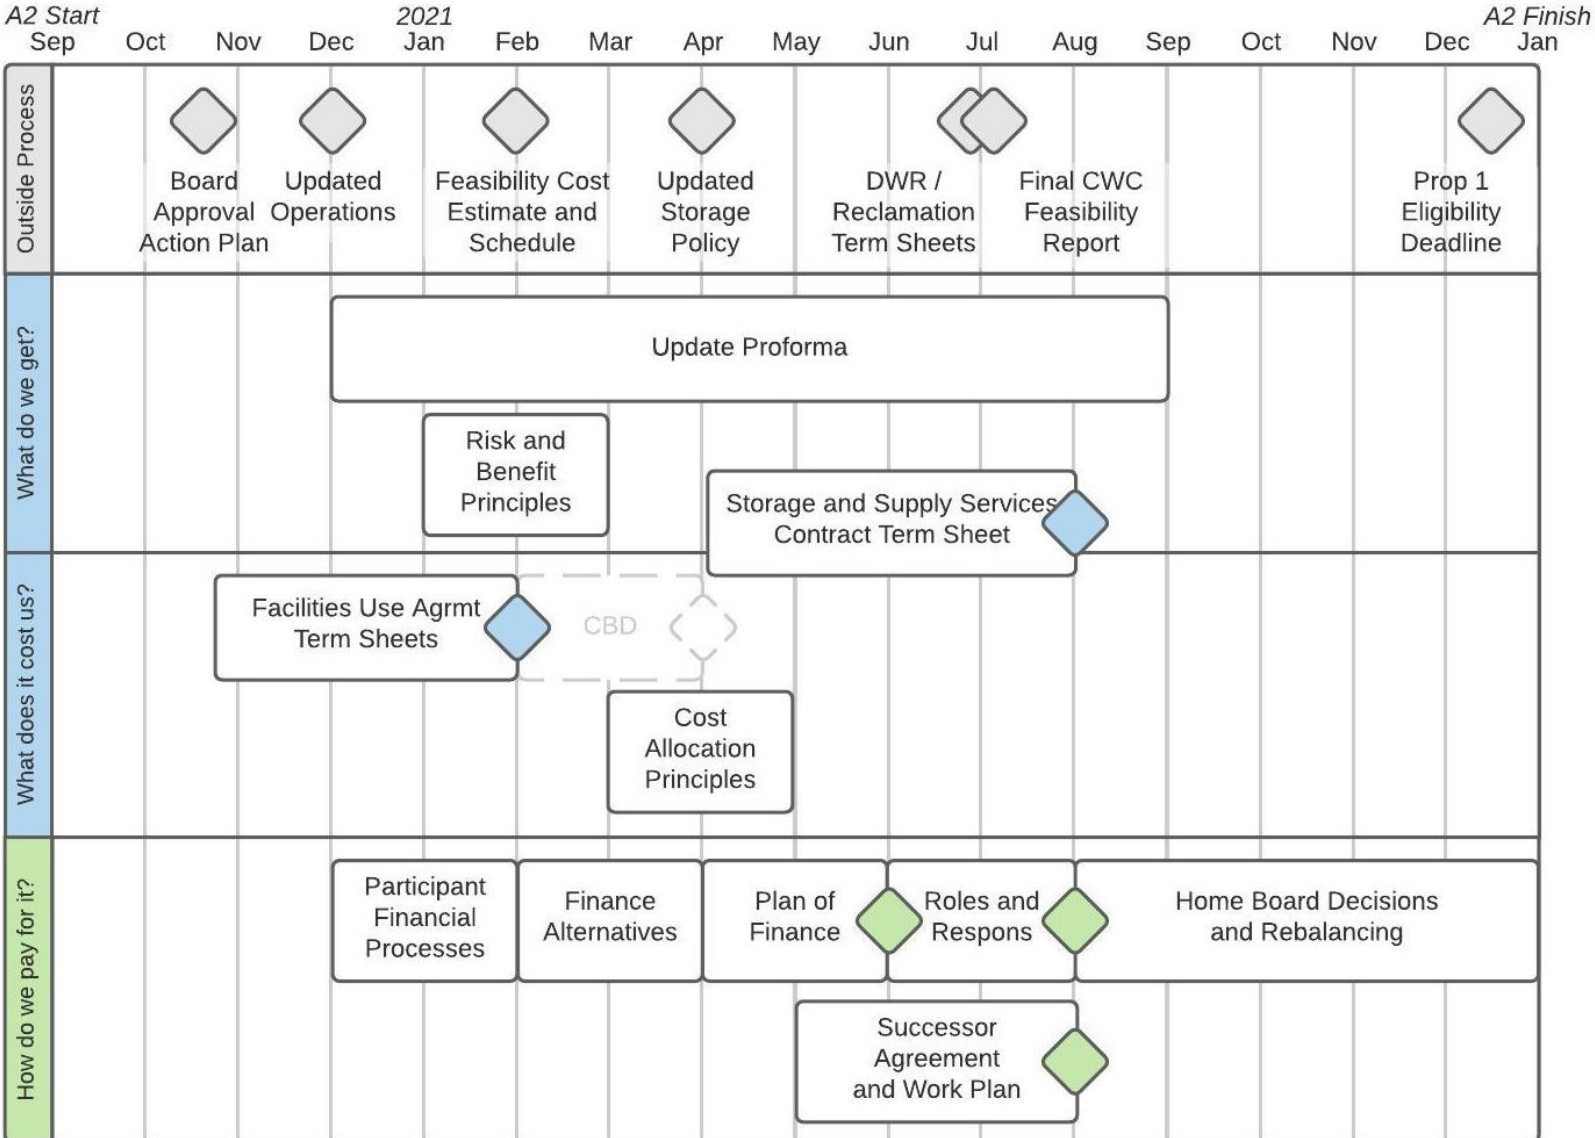 A2 Start
2021
A2 Finish
Sep Oct Nov Dec Jan Feb Mar Apr May Jun Jul Aug Sep Oct Nov Dec Jan
Outside Process
Board
Approval
Action Plan
Updated
Operations
Feasibility Cost
Estimate and
Schedule
Updated
Storage
Policy
DWR /
Reclamation
Term Sheets
Final CWC
Feasibility
Report
Prop 1
Eligibility
Deadline
What do we get?
Update Proforma
Risk and
Benefit
Principles
Storage and Supply Services
Contract Term Sheet
What does it cost us?
Facilities Use Agrmt
Term Sheets
CBD
Cost
Allocation
Principles
How do we pay for it?
Participant
Financial
Processes
Finance
Alternatives
Plan of
Finance
Roles and
Respons
Home Board Decisions
and Rebalancing
Successor
Agreement
and Work Plan